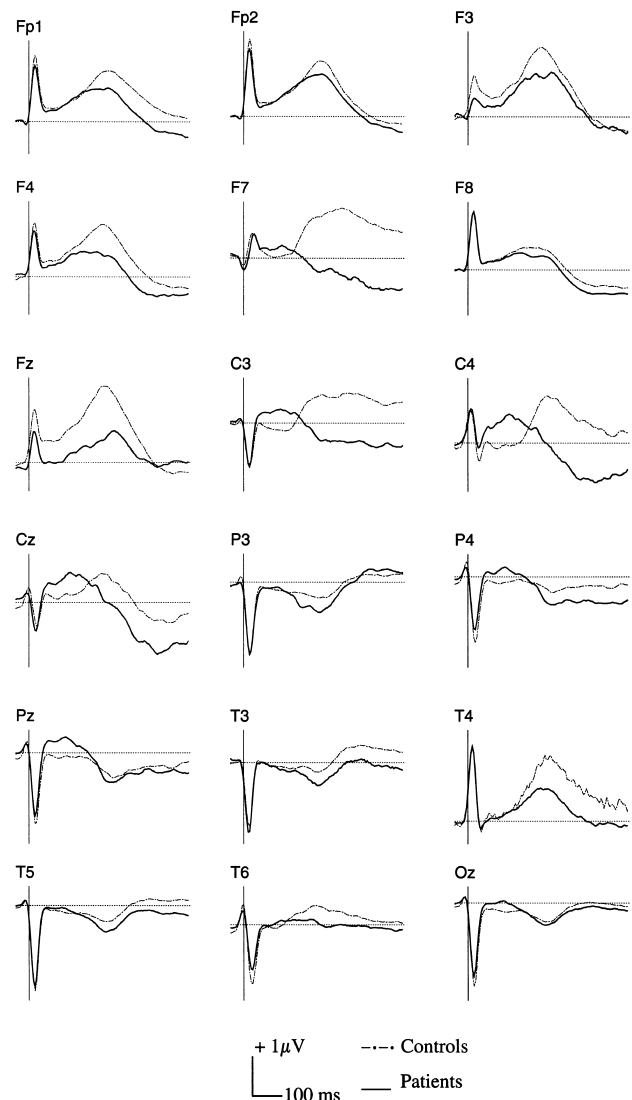 Fp1 Fp2 F3
F4 F7 F8
Fz C3 C4
Cz P3 P4
Pz T3 T4
T5 T6 Oz
+ 1μV Controls
100 ms Patients